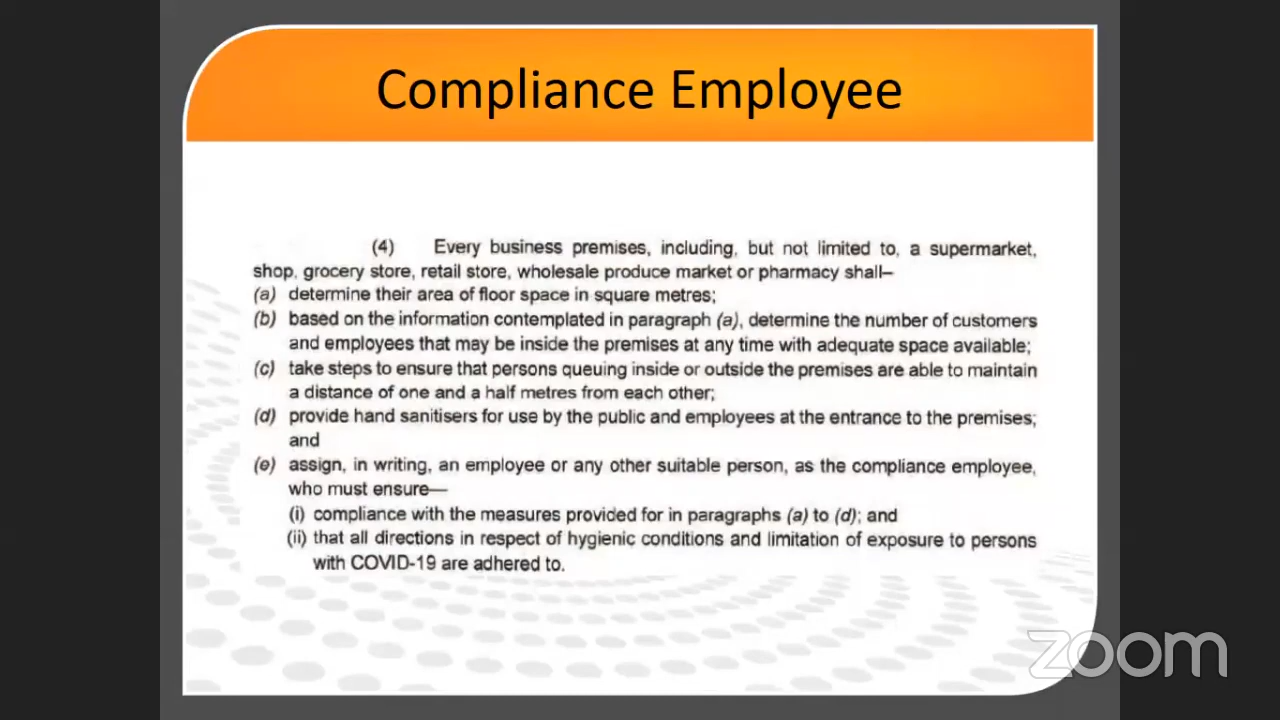 Compliance Employee
(4) Every business premises, including, but not limited to, a supermarket,
shop, grocery store, retail store, wholesale produce market or pharmacy shall–
(a) determine their area of floor space in square metres;
(b) based on the information contemplated in paragraph (a), determine the number of customers
and employees that may be inside the premises at any time with adequate space available;
(c) take steps to ensure that persons queuing inside or outside the premises are able to maintain
a distance of one and a half metres from each other;
(d) provide hand sanitisers for use by the public and employees at the entrance to the premises;
and
(e) assign, in writing, an employee or any other suitable person, as the compliance employee,
who must ensure—
(i) compliance with the measures provided for in paragraphs (a) to (d); and
(ii) that all directions in respect of hygienic conditions and limitation of exposure to persons
with COVID-19 are adhered to.
zoom